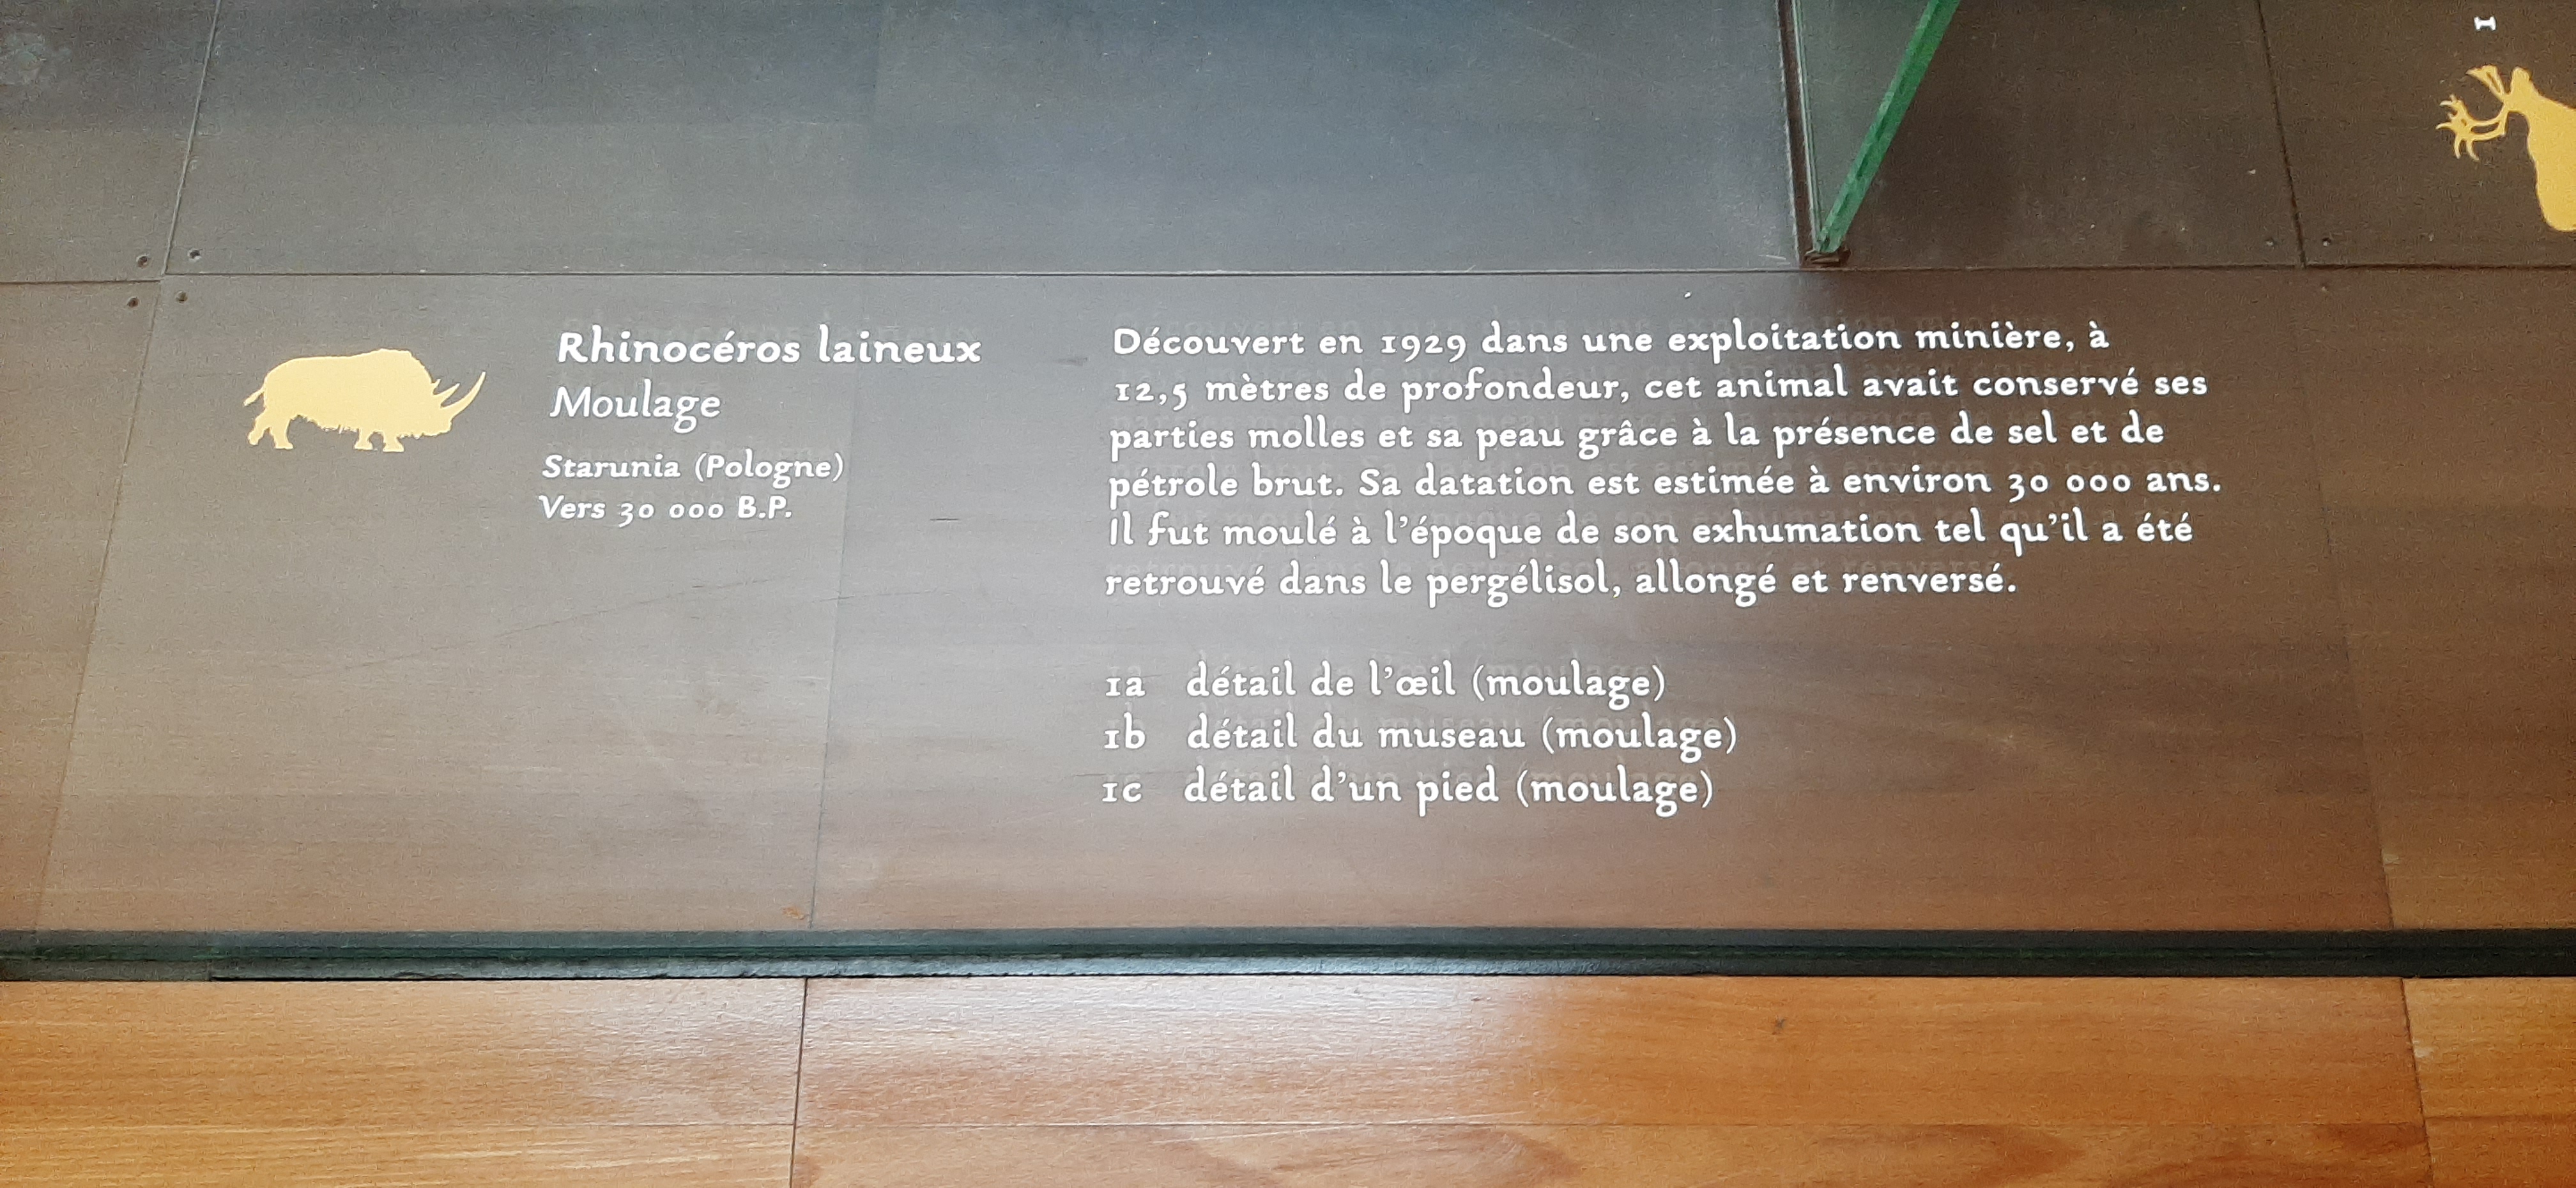 Rhinocéros laineux
Moulage
Starunia (Pologne)
Vers 30 000 B.P.
Découvert en 1929 dans une exploitation minière, à
12,5 mètres de profondeur, cet animal avait conservé ses
parties molles et sa peau grâce à la présence de sel et de
pétrole brut. Sa datation est estimée à environ 30 000 ans.
Il fut moulé à l'époque de son exhumation tel qu'il a été
retrouvé dans le pergélisol, allongé et renversé.
1a détail de l'œil (moulage)
1b détail du museau (moulage)
1c détail d'un pied (moulage)